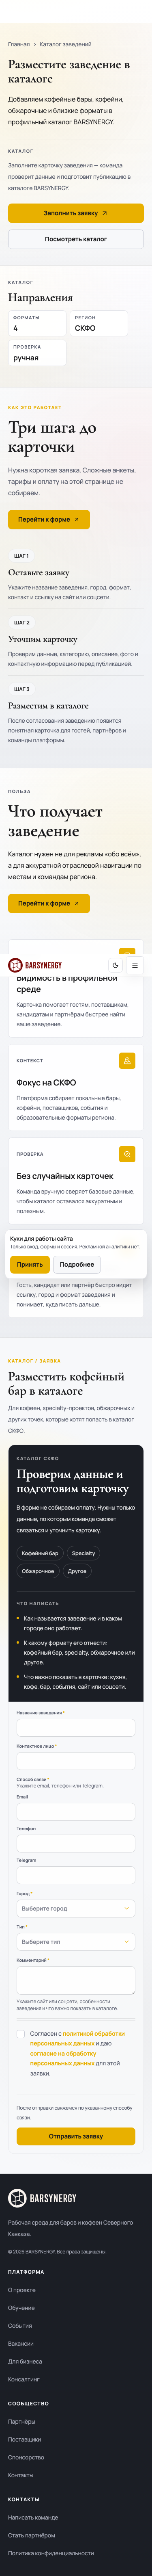 Главная › Каталог заведений
Разместите заведение в
каталоге
Добавляем кофейные бары, кофейни,
обжарочные и близкие форматы в
профильный каталог BARSYNERGY.
КАТАЛОГ
Заполните карточку заведения — команда
проверит данные и подготовит публикацию в
каталоге BARSYNERGY.
Заполнить заявку
Посмотреть каталог
КАТАЛОГ
Направления
ФОРМАТЫ
4
РЕГИОН
СКФО
ПРОВЕРКА
ручная
КАК ЭТО РАБОТАЕТ
Три шага до
карточки
Нужна короткая заявка. Сложные анкеты,
тарифы и оплату на этой странице не
собираем.
Перейти к форме
ШАГ 1
Оставьте заявку
Укажите название заведения, город, формат,
контакт и ссылку на сайт или соцсети
ШАГ 2
Уточним карточку
Проверим данные, категорию, описание, фото и
контактную информацию перед публикацией.
ШАГ 3
Разместим в каталоге
После согласования заведению появится
понятная карточка для гостей, партнёров и
команды платформы.
ПОЛЬЗА
Что получает
заведение
Каталог нужен не для рекламы «обо всём»,
а для аккуратной отраслевой навигации по
местам и командам региона.
Перейти к форме
BARSYNERGY
Видимость в профильной
среде
Карточка помогает гостям, поставщикам,
кандидатам и партнёрам быстрее найти
ваше заведение.
КОНТЕКСТ
Фокус на СКФО
Платформа собирает локальные бары,
кофейни, поставщиков, события и
образовательные форматы региона.
ПРОВЕРКА
Без случайных карточек
Команда вручную сверяет базовые данные,
чтобы каталог оставался аккуратным и
полезным.
Куки для работы сайта
Только вход, формы и сессия. Рекламной аналитики нет.
Принять
Подробнее
Гость, кандидат или партнёр быстро видит
ссылку, город и формат заведения и
понимает, куда писать дальше.
КАТАЛОГ / ЗАЯВКА
Разместить кофейный
бар в каталоге
Для кофеен, specialty-проектов, обжарочных и
других точек, которые хотят попасть в каталог
СКФО.
КАТАЛОГ СКФО
Проверим данные и
подготовим карточку
В форме не собираем оплату. Нужны только
данные, по которым команда сможет
связаться и уточнить карточку.
Кофейный бар
Specialty
Обжарочное
Другое
ЧТО НАПИСАТЬ
Как называется заведение и в каком
городе оно работает.
К какому формату его отнести:
кофейный бар, specialty, обжарочное или
другое.
Что важно показать в карточке: кухня,
кофе, бар, события, сайт или соцсети.
Название заведения *
Контактное лицо *
Способ связи *
Укажите email, телефон или Telegram.
Email
Телефон
Telegram
Город *
Выберите город
Тип *
Выберите тип
Комментарий *
Укажите сайт или соцсети, особенности
заведения и что важно показать в каталоге.
Согласен с политикой обработки
персональных данных и даю
согласие на обработку
персональных данных для этой
заявки.
После отправки свяжемся по указанному способу
связи
Отправить заявку
BARSYNERGY
Рабочая среда для баров и кофеен Северного
Кавказа.
© 2026 BARSYNERGY. Все права защищены.
ПЛАТФОРМА
О проекте
Обучение
События
Вакансии
Для бизнеса
Консалтинг
СООБЩЕСТВО
Партнёры
Поставщики
Спонсорство
Контакты
КОНТАКТЫ
Написать команде
Стать партнёром
Политика конфиденциальности